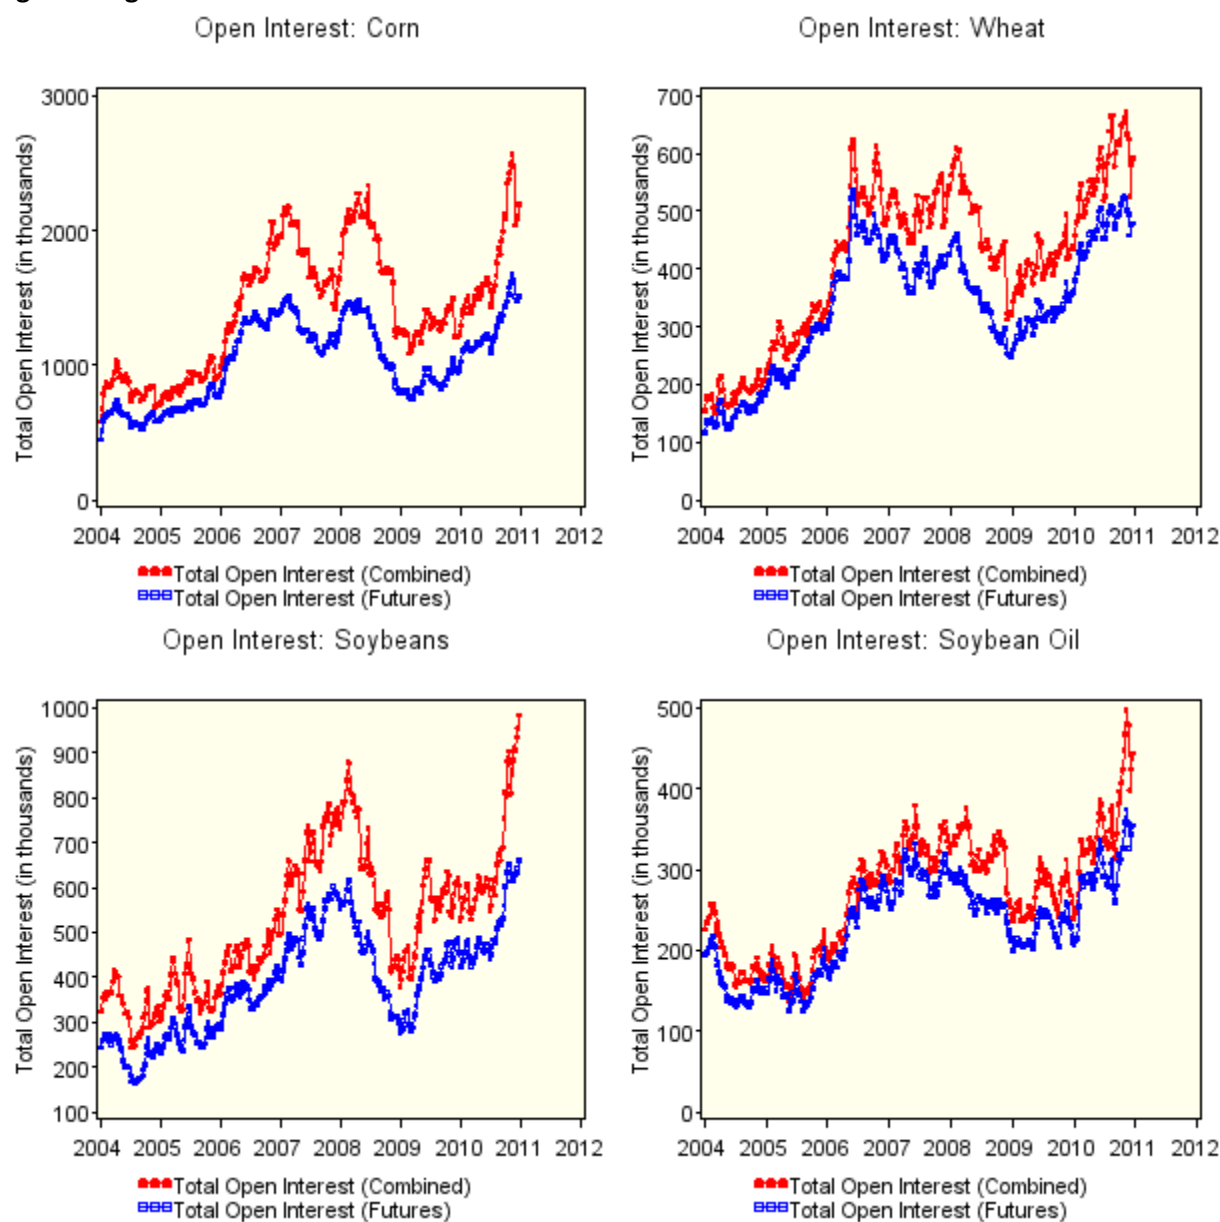 Open Interest: Corn
Total Open Interest (in thousands)
3000
2000
1000
0
2004 2005 2006 2007 2008 2009 2010 2011 2012
Total Open Interest (Combined)
Total Open Interest (Futures)
Open Interest: Wheat
Total Open Interest (in thousands)
700
600
500
400
300
200
100
0
2004 2005 2006 2007 2008 2009 2010 2011 2012
Total Open Interest (Combined)
Total Open Interest (Futures)
Open Interest: Soybeans
Total Open Interest (in thousands)
1000
900
800
700
600
500
400
300
200
100
2004 2005 2006 2007 2008 2009 2010 2011 2012
Total Open Interest (Combined)
Total Open Interest (Futures)
Open Interest: Soybean Oil
Total Open Interest (in thousands)
500
400
300
200
100
0
2004 2005 2006 2007 2008 2009 2010 2011 2012
Total Open Interest (Combined)
Total Open Interest (Futures)